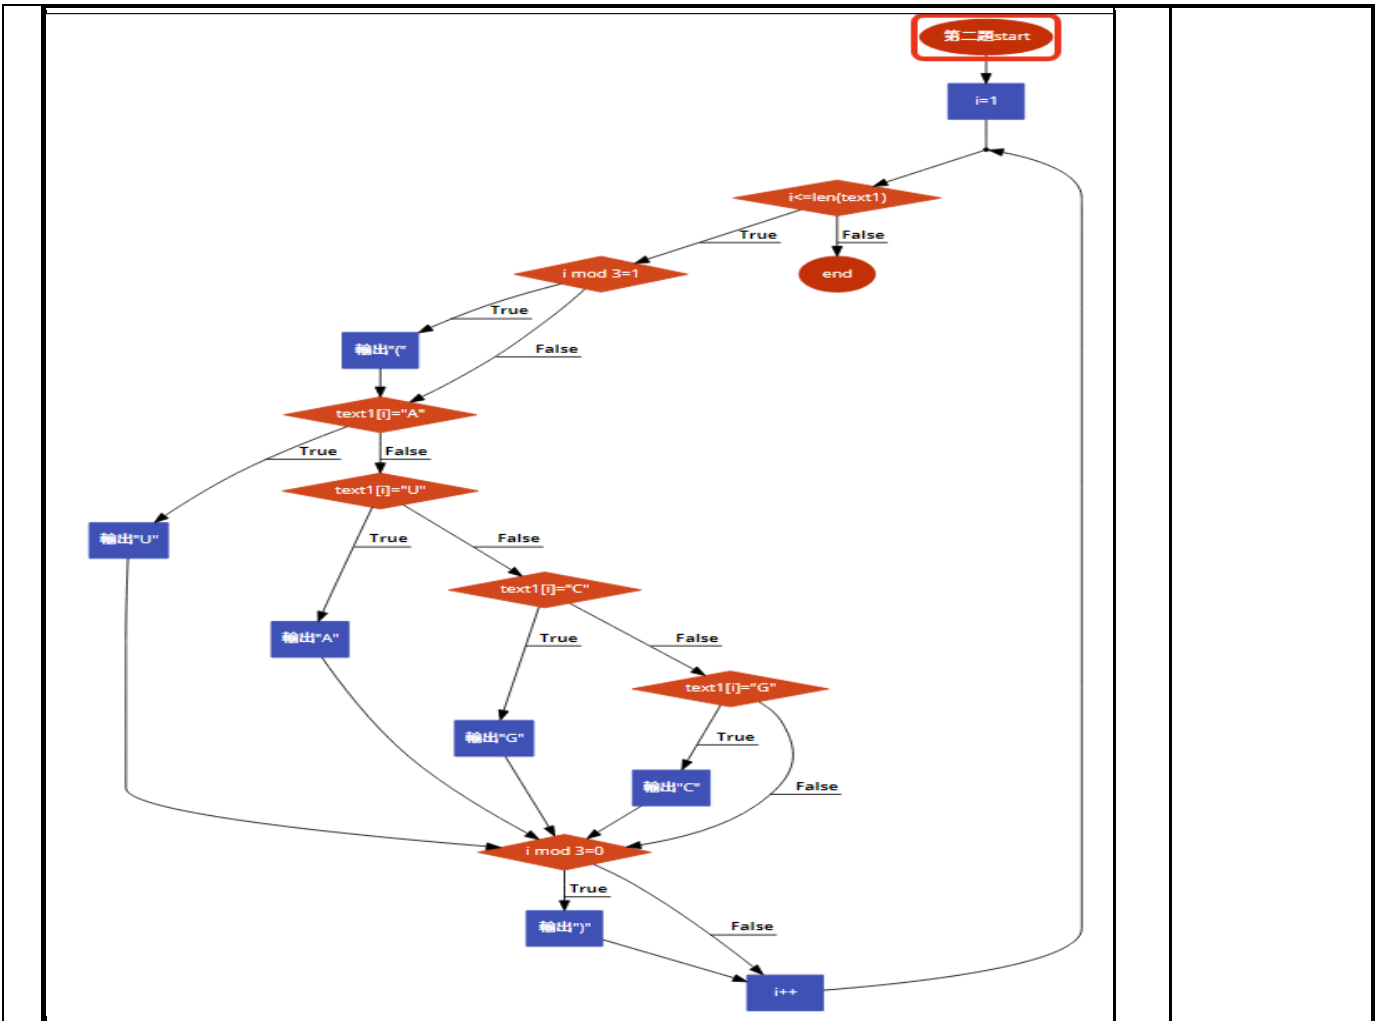 第二題start
i=1
i<=len(text1)
True
False
i mod 3=1
end
True
False
輸出"("
text1[i]="A"
True
False
text1[i]="U"
輸出"U"
True
False
text1[i]="C"
輸出"A"
True
False
text1[i]="G"
輸出"G"
True
輸出"C"
False
i mod 3=0
True
輸出")"
False
i++